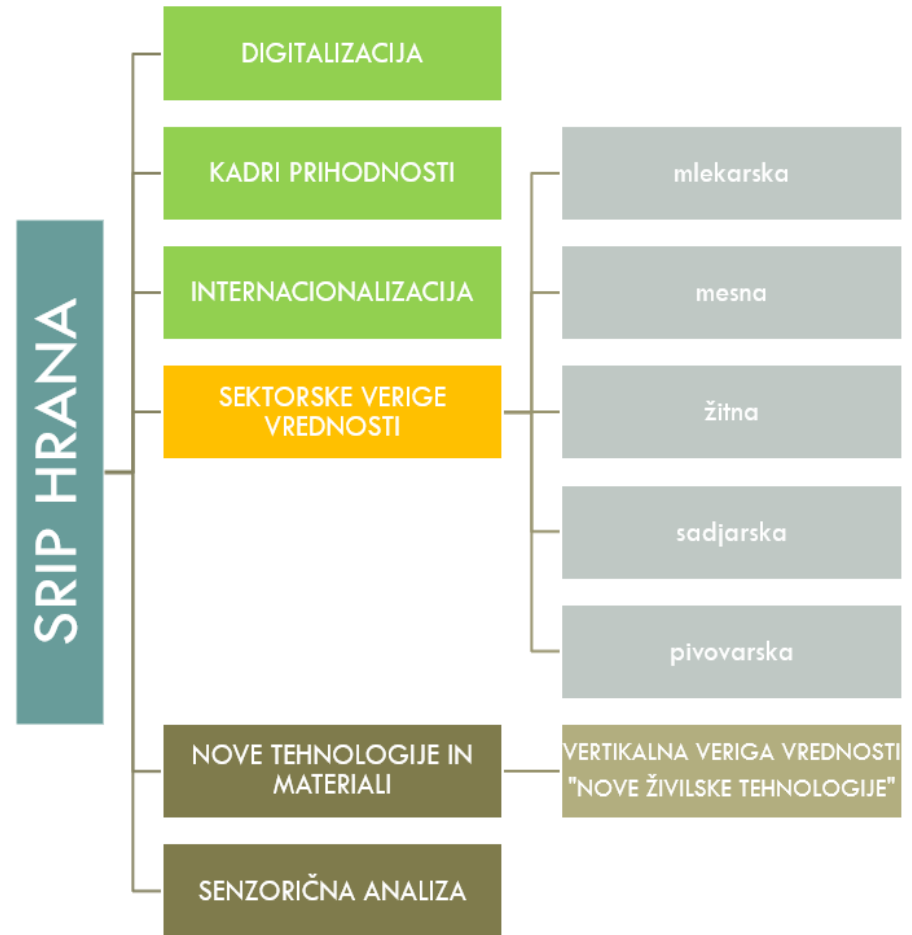 SRIP HRANA
DIGITALIZACIJA
KADRI PRIHODNOSTI
INTERNACIONALIZACIJA
SEKTORSKE VERIGE
VREDNOSTI
mlekarska
mesna
žitna
sadjarska
pivovarska
NOVE TEHNOLOGIJE IN
MATERIALI
VERTIKALNA VERIGA VREDNOSTI
"NOVE ŽIVILSKE TEHNOLOGIJE"
SENZORIČNA ANALIZA